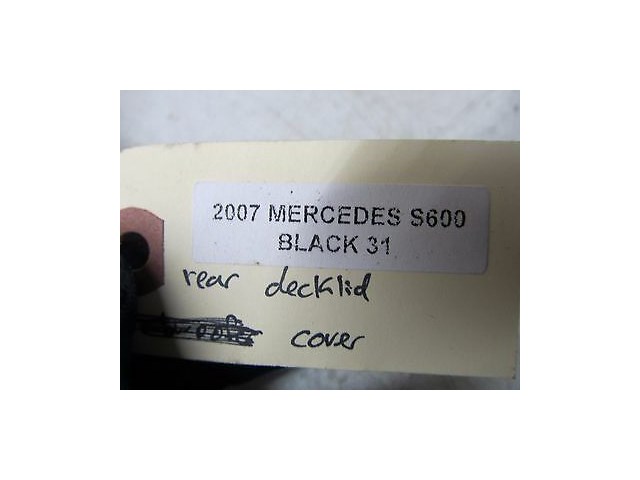 2007 MERCEDES S600
BLACK 31
rear decklid
cover